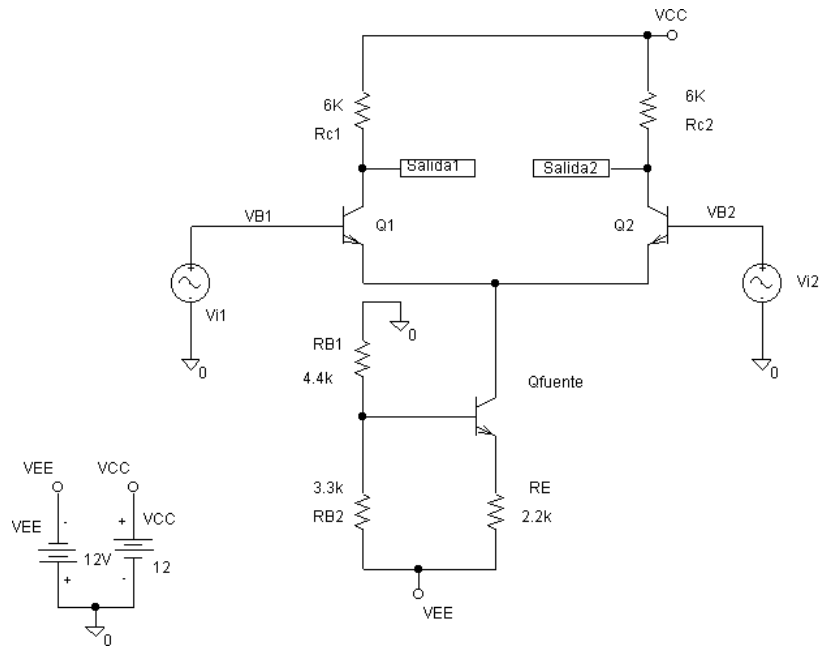 VCC
6K
Rc1
6K
Rc2
Salida1
Salida2
VB1
Q1
Q2
VB2
Vi1
Vi2
0
0
0
RB1
4.4k
Qfuente
3.3k
RB2
RE
2.2k
VEE
VEE
VCC
VEE
VCC
12V
12
0
+
-
+
-
-
+
+
-